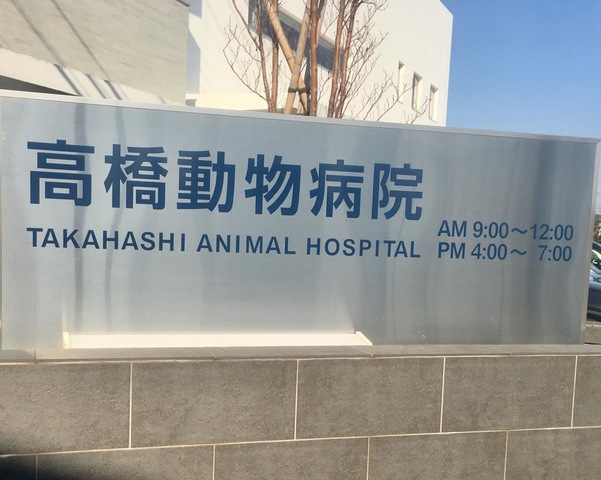 高橋動物病院
TAKAHASHI ANIMAL HOSPITAL
AM 9:00～12:00
PM 4:00～ 7:00